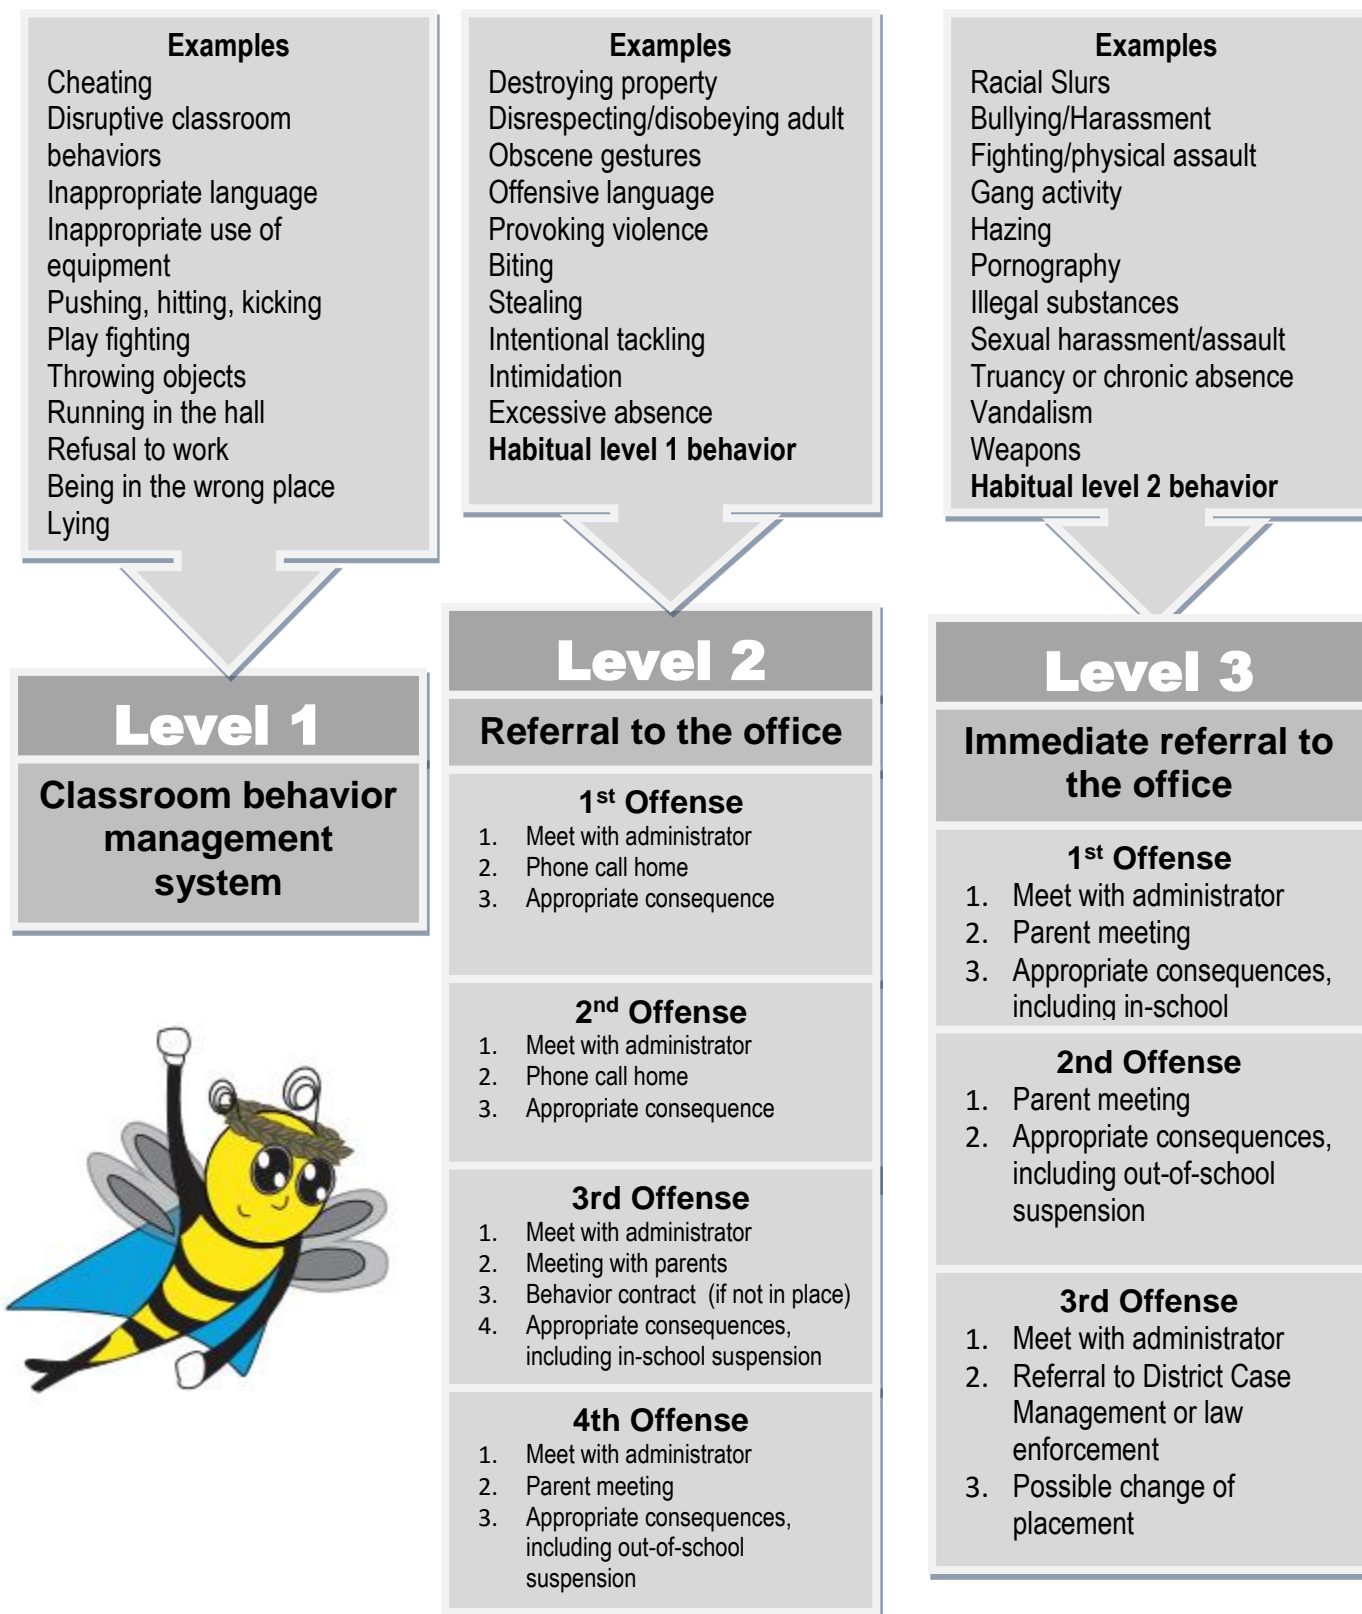 Examples
Cheating
Disruptive classroom
behaviors
Inappropriate language
Inappropriate use of
equipment
Pushing, hitting, kicking
Play fighting
Throwing objects
Running in the hall
Refusal to work
Being in the wrong place
Lying
Level 1
Classroom behavior
management
system
Examples
Destroying property
Disrespecting/disobeying adult
Obscene gestures
Offensive language
Provoking violence
Biting
Stealing
Intentional tackling
Intimidation
Excessive absence
Habitual level 1 behavior
Level 2
Referral to the office
1st Offense
1. Meet with administrator
2. Phone call home
3. Appropriate consequence
2nd Offense
1. Meet with administrator
2. Phone call home
3. Appropriate consequence
3rd Offense
1. Meet with administrator
2. Meeting with parents
3. Behavior contract (if not in place)
4. Appropriate consequences,
including in-school suspension
4th Offense
1. Meet with administrator
2. Parent meeting
3. Appropriate consequences,
including out-of-school
suspension
Examples
Racial Slurs
Bullying/Harassment
Fighting/physical assault
Gang activity
Hazing
Pornography
Illegal substances
Sexual harassment/assault
Truancy or chronic absence
Vandalism
Weapons
Habitual level 2 behavior
Level 3
Immediate referral to
the office
1st Offense
1. Meet with administrator
2. Parent meeting
3. Appropriate consequences,
including in-school
2nd Offense
1. Parent meeting
2. Appropriate consequences,
including out-of-school
suspension
3rd Offense
1. Meet with administrator
2. Referral to District Case
Management or law
enforcement
3. Possible change of
placement